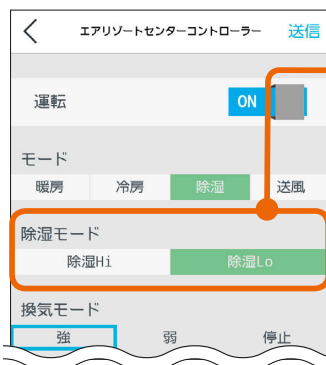 エアリゾートセンターコントローラー 送信
運転 ON
モード
暖房 冷房 除湿 送風
除湿モード
除湿Hi 除湿Lo
換気モード
強 弱 停止